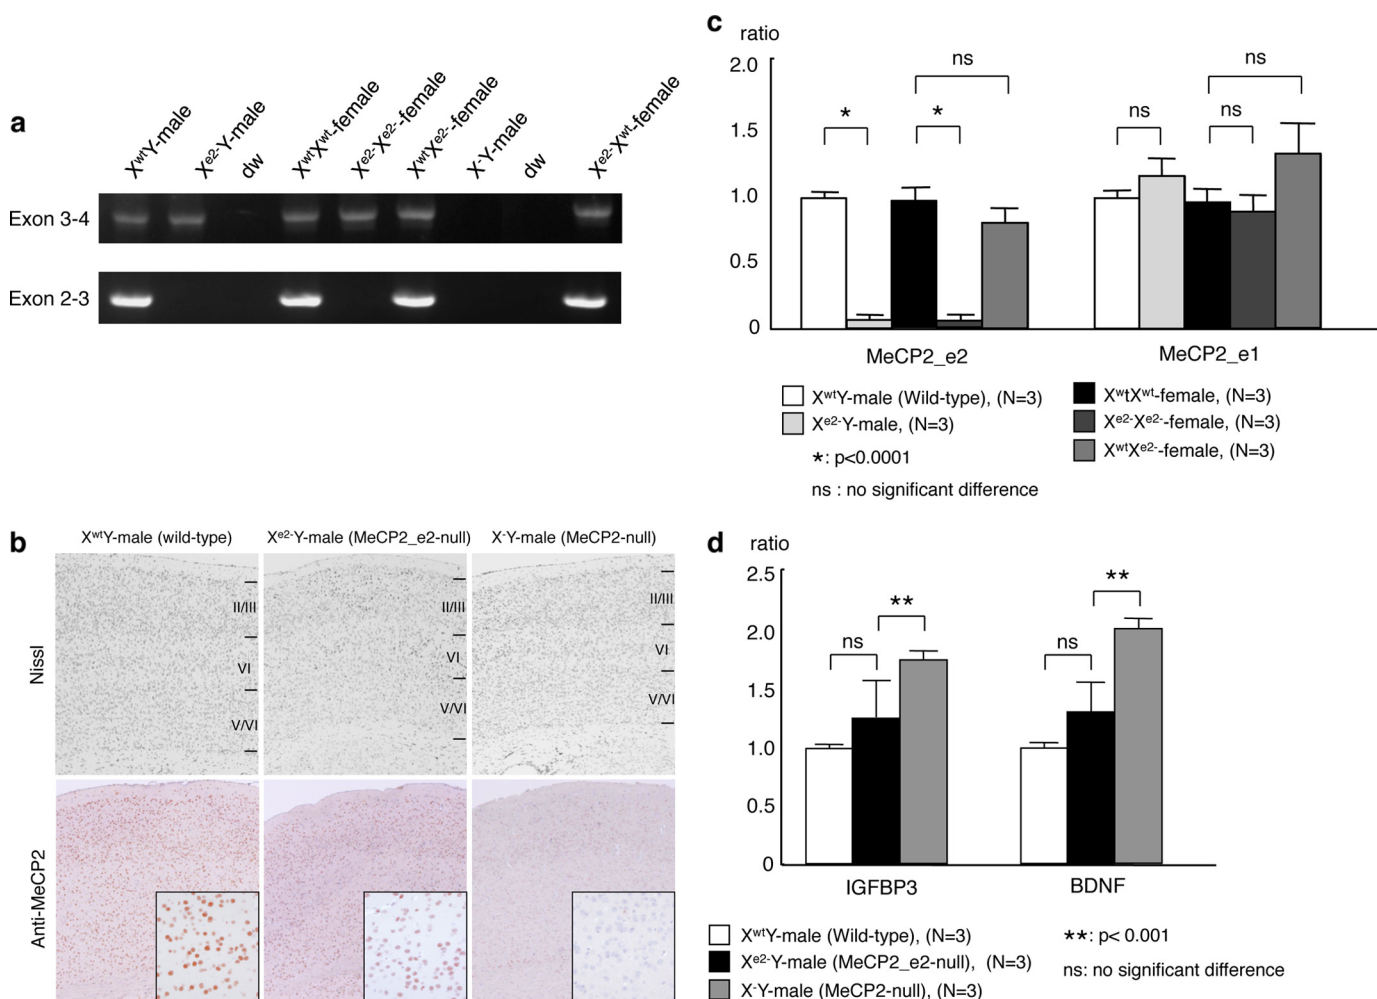 a
XwtY-male
Xe2-Y-male
dw
XwtXwt-female
Xe2-Xe2--female
XwtXe2--female
X-Y-male
dw
Xe2-Xwt-female
Exon 3-4
Exon 2-3
b
XwtY-male (wild-type)
Xe2-Y-male (MeCP2_e2-null)
X-Y-male (MeCP2-null)
Nissl
II/III
VI
V/VI
II/III
VI
V/VI
II/III
VI
V/VI
Anti-MeCP2
c
ratio
2.0
1.5
1.0
0.5
0
*
*
ns
ns
ns
ns
MeCP2_e2
MeCP2_e1
XwtY-male (Wild-type), (N=3)
Xe2-Y-male, (N=3)
*: p<0.0001
ns : no significant difference
XwtXwt-female, (N=3)
Xe2-Xe2--female, (N=3)
XwtXe2--female, (N=3)
d
ratio
2.5
2.0
1.5
1.0
0.5
0
ns
**
ns
**
IGFBP3
BDNF
XwtY-male (Wild-type), (N=3)
Xe2-Y-male (MeCP2_e2-null), (N=3)
X-Y-male (MeCP2-null), (N=3)
**: p< 0.001
ns: no significant difference